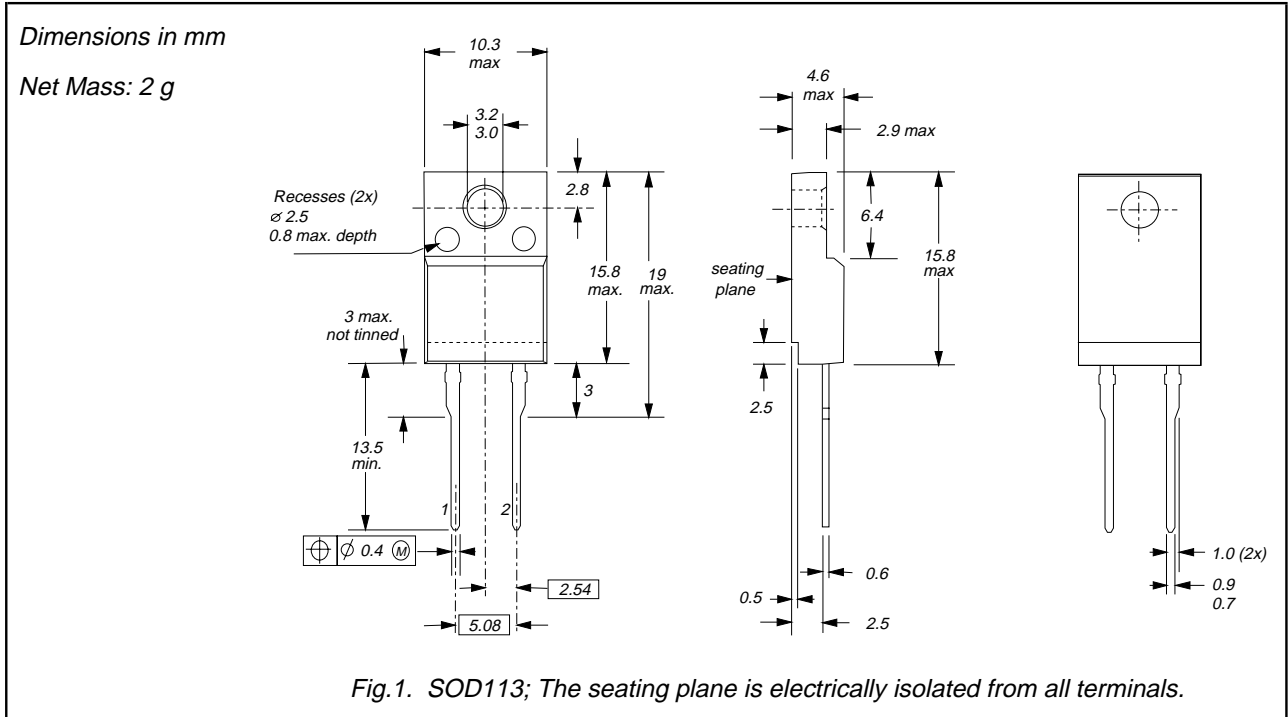 Dimensions in mm
Net Mass: 2 g
10.3
max
3.2
3.0
2.8
Recesses (2x)
⌀ 2.5
0.8 max. depth
15.8
max.
19
max.
3 max.
not tinned
3
13.5
min.
1
2
⌖ ⌀ 0.4 Ⓜ
2.54
5.08
4.6
max
2.9 max
6.4
15.8
max
seating
plane
2.5
0.6
0.5
2.5
1.0 (2x)
0.9
0.7
Fig.1. SOD113; The seating plane is electrically isolated from all terminals.